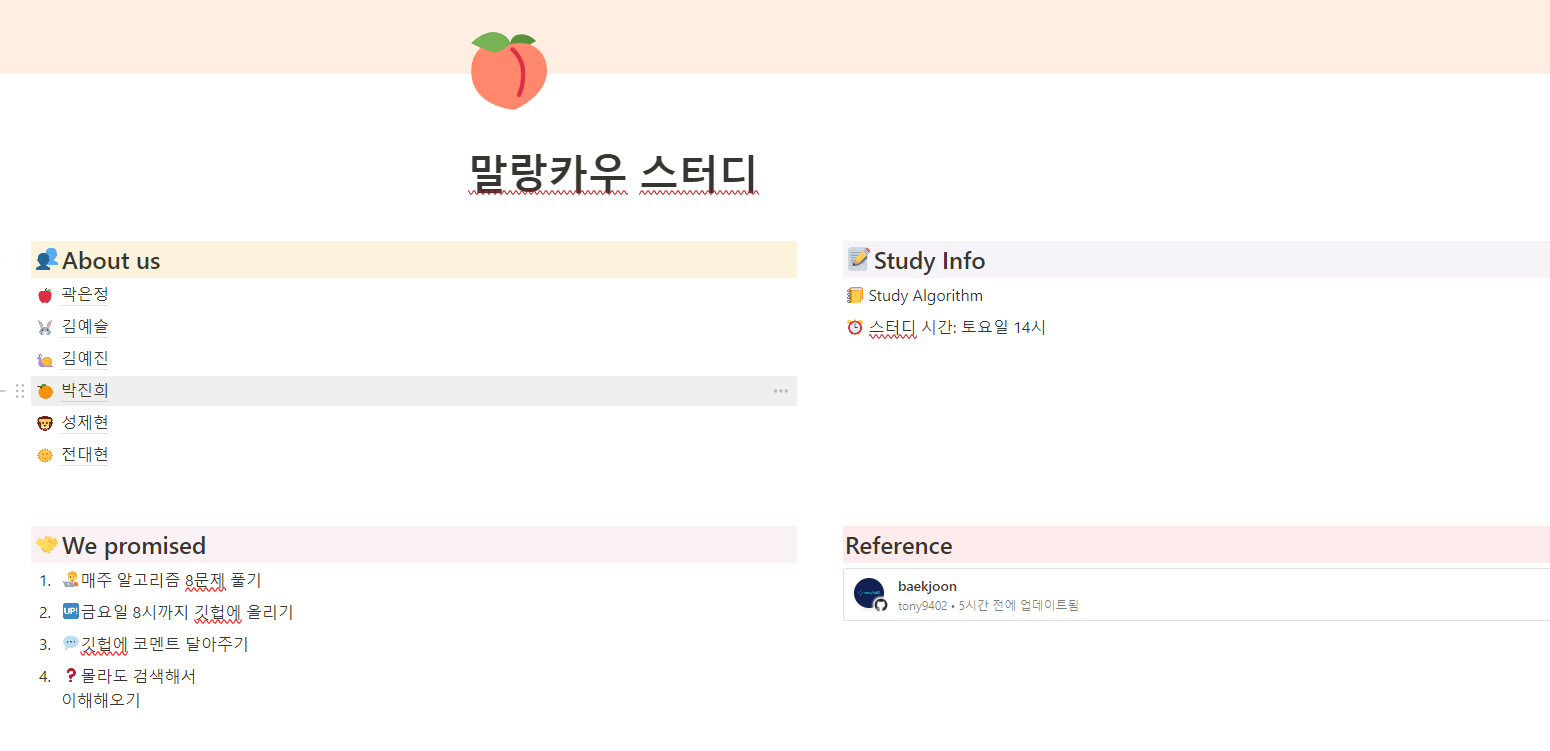 말랑카우 스터디
About us
곽은정
김예슬
김예진
박진희
성제현
전대현
Study Info
Study Algorithm
스터디 시간: 토요일 14시
We promised
1. 매주 알고리즘 8문제 풀기
2. UP! 금요일 8시까지 깃헙에 올리기
3. 깃헙에 코멘트 달아주기
4. ❓몰라도 검색해서
이해해오기
Reference
baekjoon
tony9402 • 5시간 전에 업데이트됨